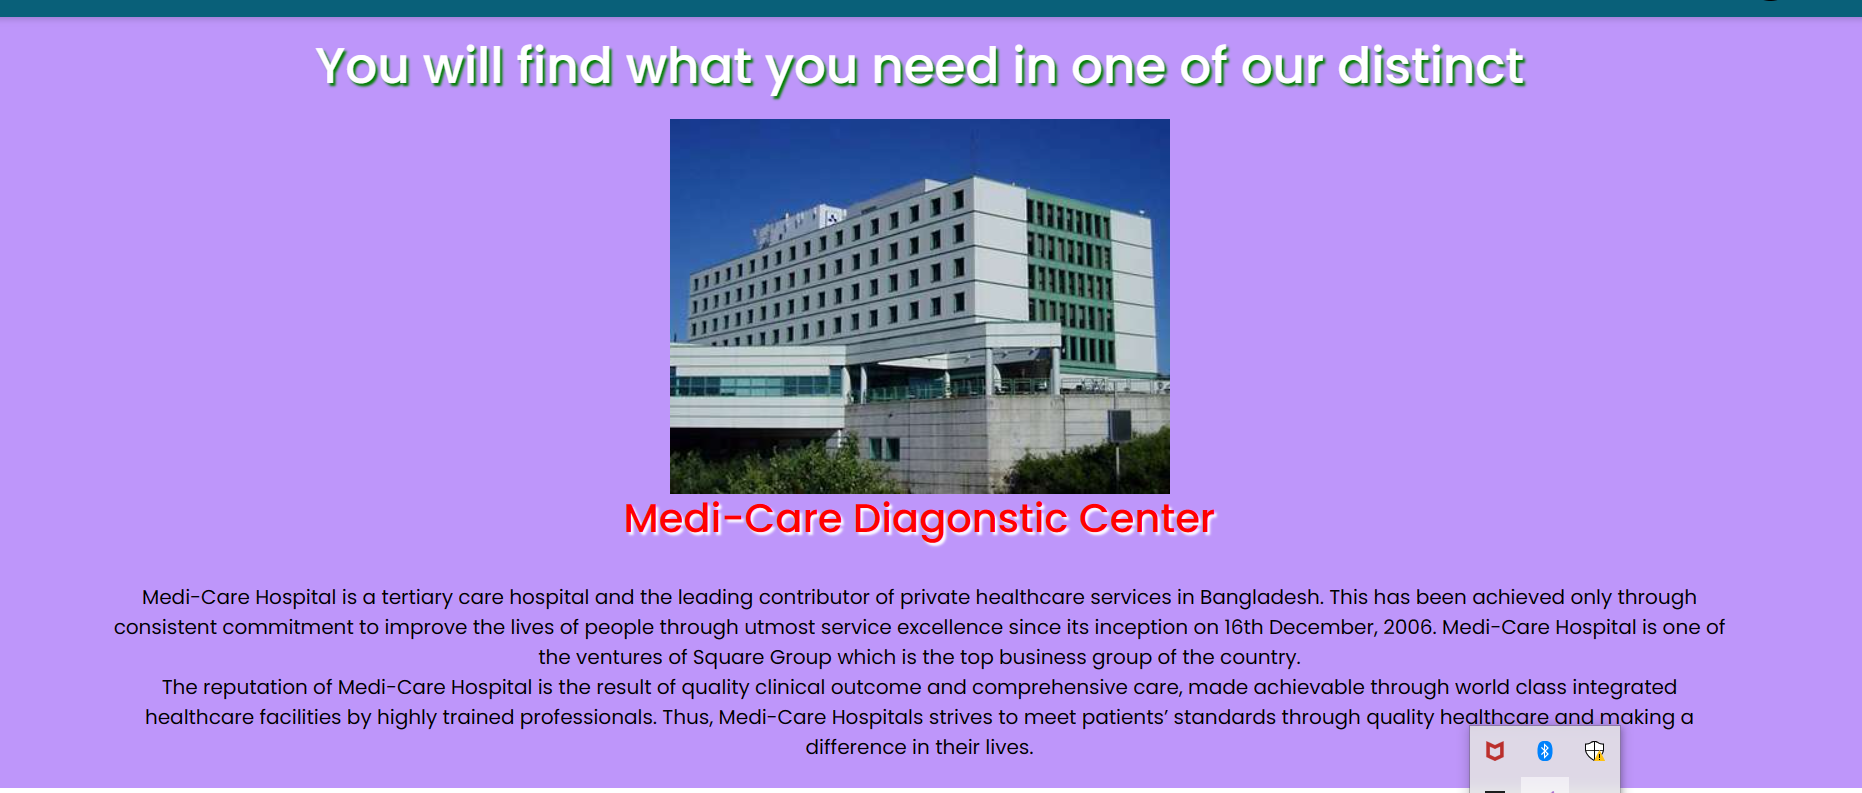 You will find what you need in one of our distinct
Medi-Care Diagonstic Center
Medi-Care Hospital is a tertiary care hospital and the leading contributor of private healthcare services in Bangladesh. This has been achieved only through
consistent commitment to improve the lives of people through utmost service excellence since its inception on 16th December, 2006. Medi-Care Hospital is one of
the ventures of Square Group which is the top business group of the country.
The reputation of Medi-Care Hospital is the result of quality clinical outcome and comprehensive care, made achievable through world class integrated
healthcare facilities by highly trained professionals. Thus, Medi-Care Hospitals strives to meet patients’ standards through quality healthcare and making a
difference in their lives.